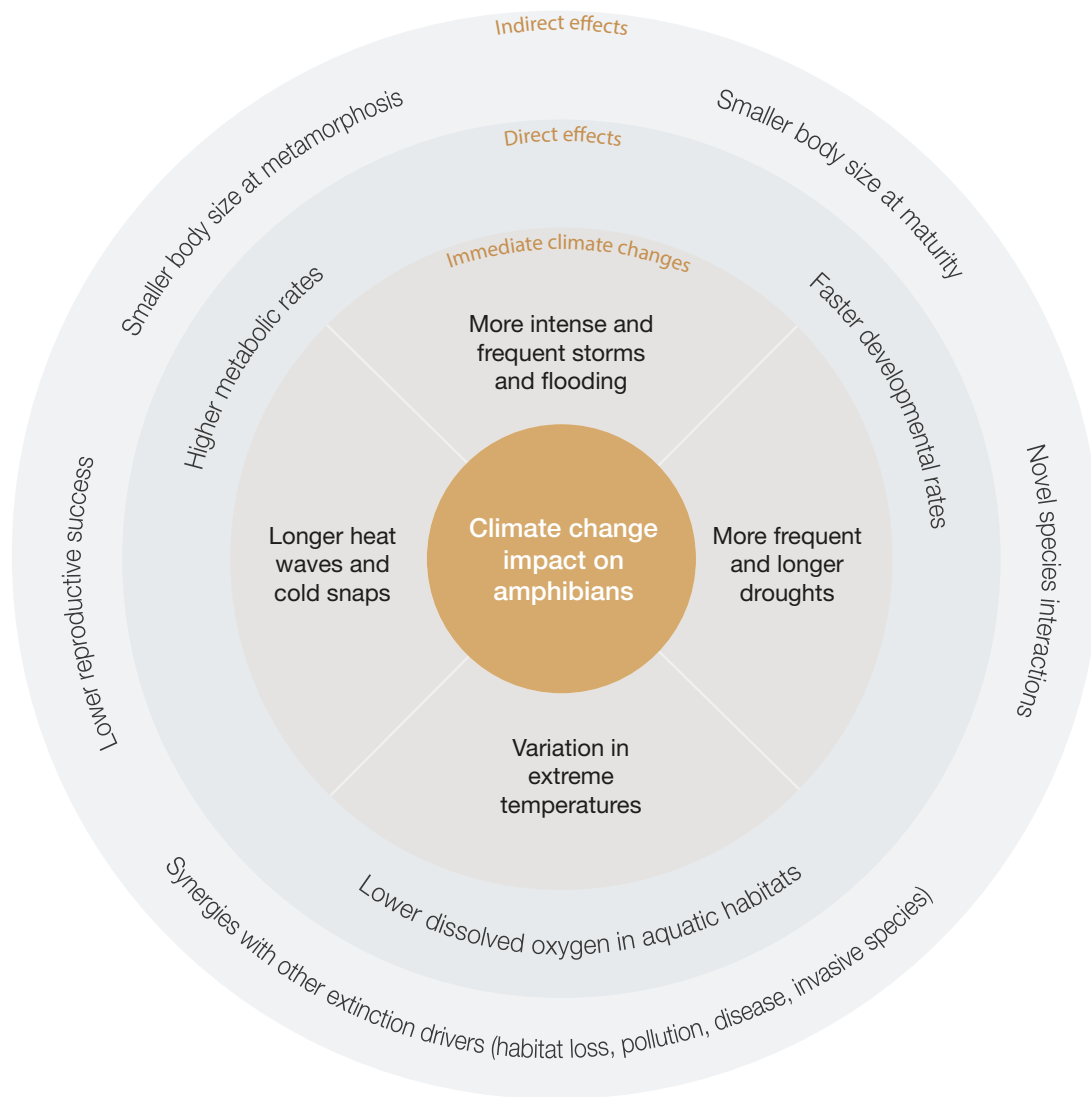 Indirect effects
Smaller body size at metamorphosis
Smaller body size at maturity
Direct effects
Immediate climate changes
Higher metabolic rates
Faster developmental rates
More intense and
frequent storms
and flooding
Lower reproductive success
Novel species interactions
Longer heat
waves and
cold snaps
Climate change
impact on
amphibians
More frequent
and longer
droughts
Variation in
extreme
temperatures
Lower dissolved oxygen in aquatic habitats
Synergies with other extinction drivers (habitat loss, pollution, disease, invasive species)